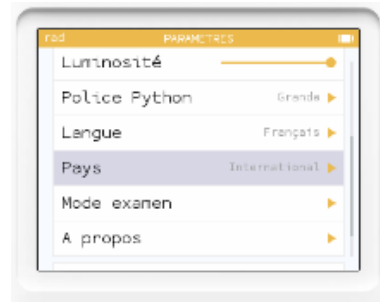 rad PARAMETRES
Luminosité
Police Python Grande
Langue Français
Pays International
Mode examen
A propos